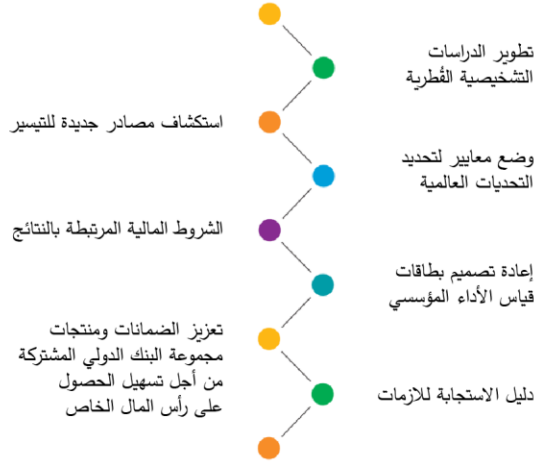 تطوير الدراسات
التشخيصية القُطرية
استكشاف مصادر جديدة للتيسير
وضع معايير لتحديد
التحديات العالمية
الشروط المالية المرتبطة بالنتائج
إعادة تصميم بطاقات
قياس الأداء المؤسسي
تعزيز الضمانات ومنتجات
مجموعة البنك الدولي المشتركة
من أجل تسهيل الحصول
على رأس المال الخاص
دليل الاستجابة للازمات